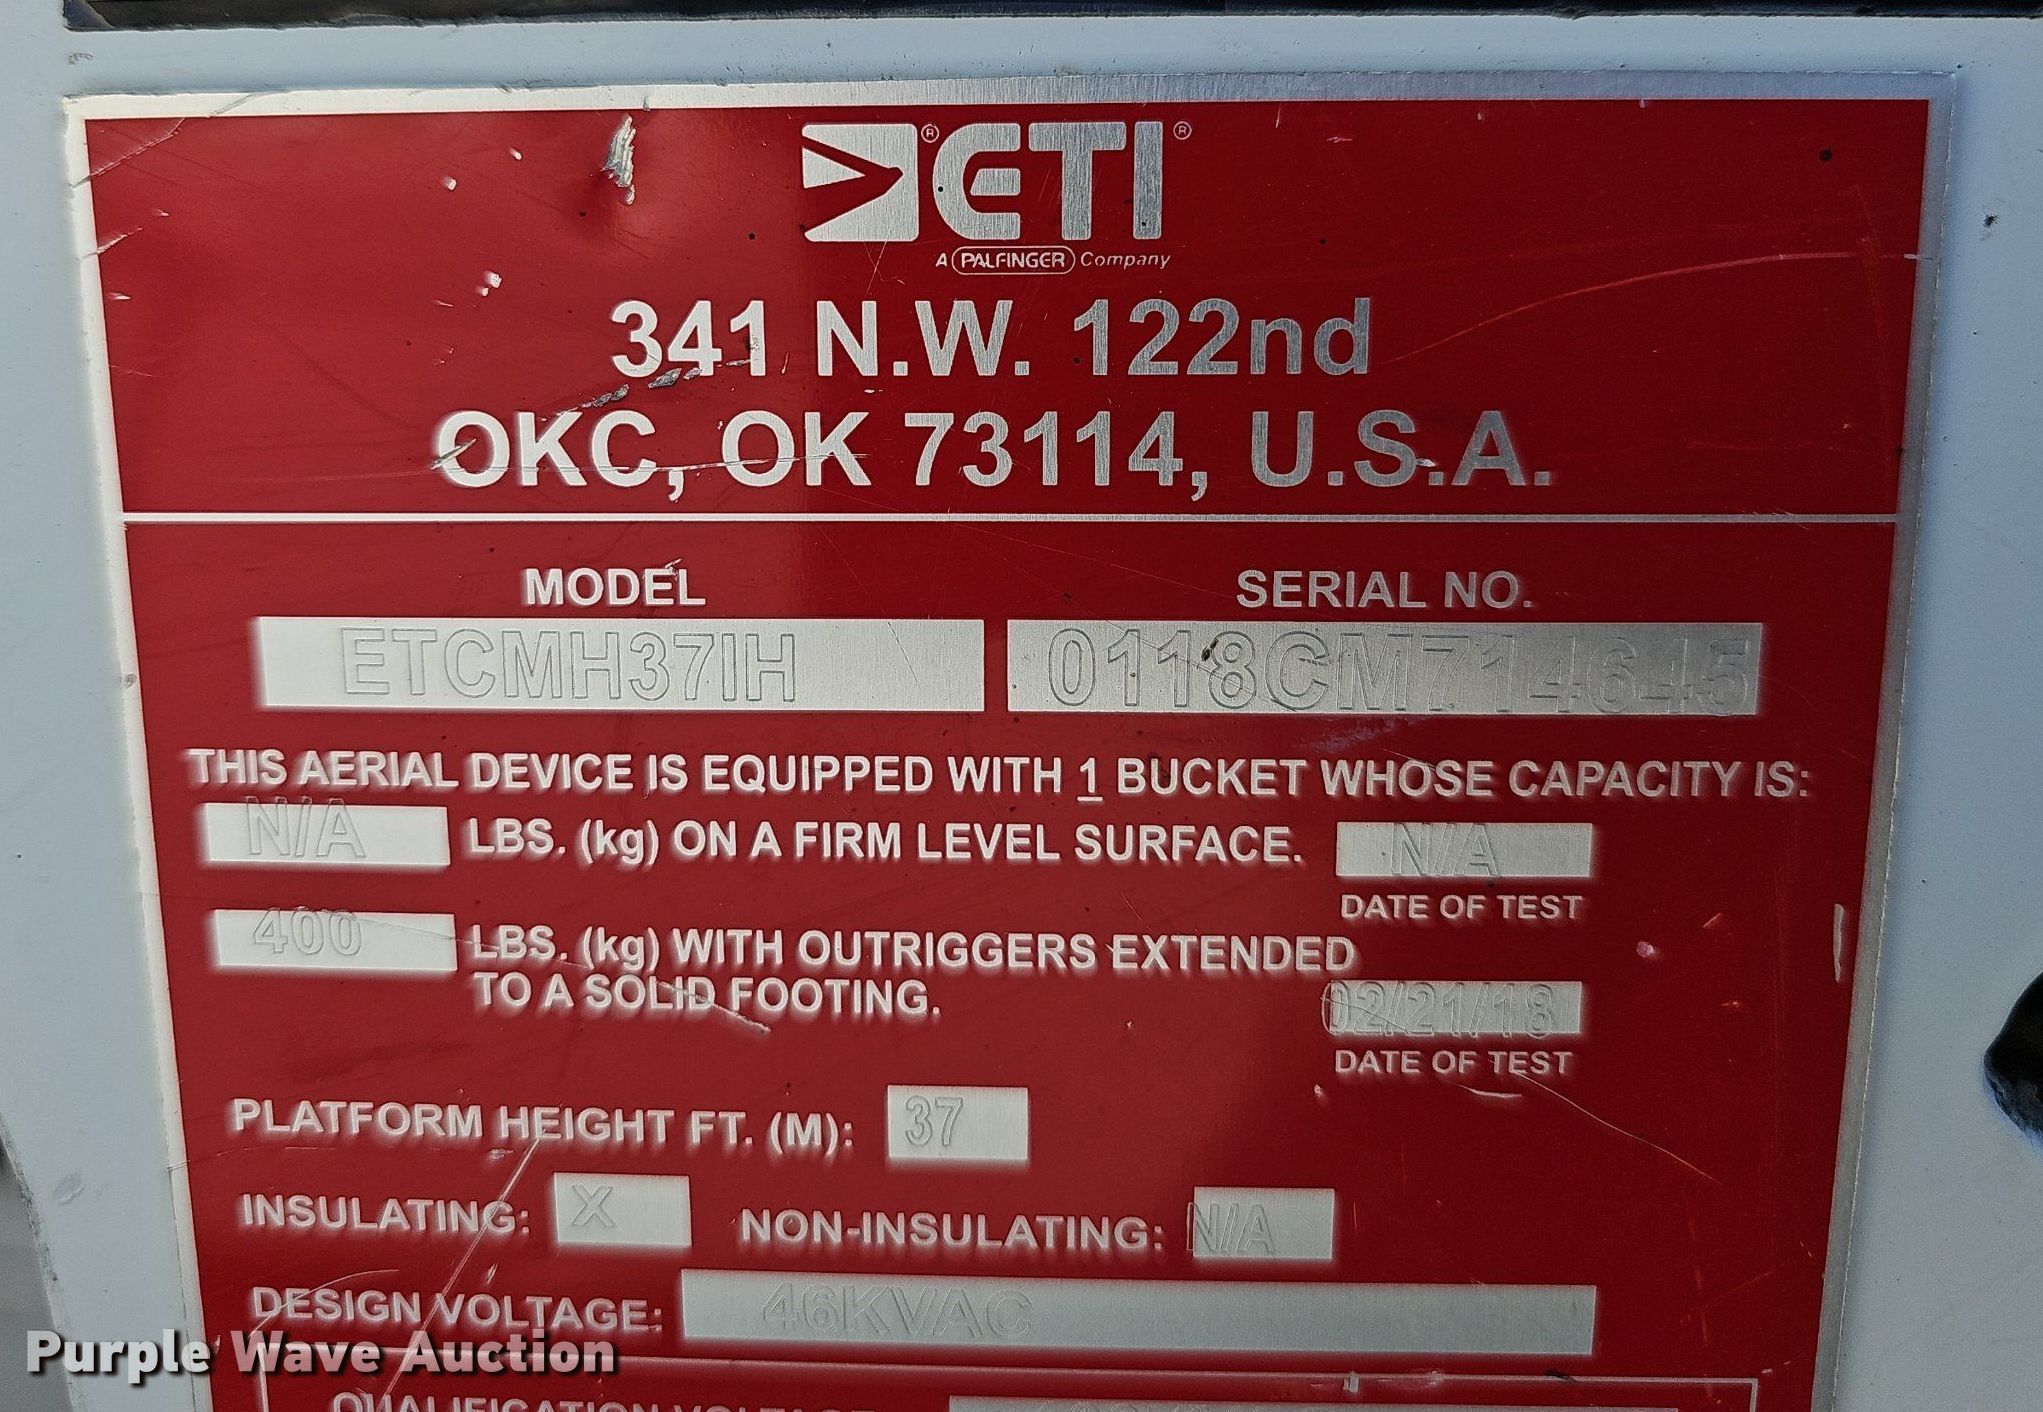 ® ETI ®
A PALFINGER Company
341 N.W. 122nd
OKC, OK 73114, U.S.A.
MODEL SERIAL NO.
ETCMH37IH 0118CM714645
THIS AERIAL DEVICE IS EQUIPPED WITH 1 BUCKET WHOSE CAPACITY IS:
N/A LBS. (kg) ON A FIRM LEVEL SURFACE. N/A
DATE OF TEST
400 LBS. (kg) WITH OUTRIGGERS EXTENDED
TO A SOLID FOOTING. 02/21/18
DATE OF TEST
PLATFORM HEIGHT FT. (M): 37
INSULATING: X NON-INSULATING: N/A
DESIGN VOLTAGE: 46KVAC
Purple Wave Auction
QUALIFICATION VOLTAGE